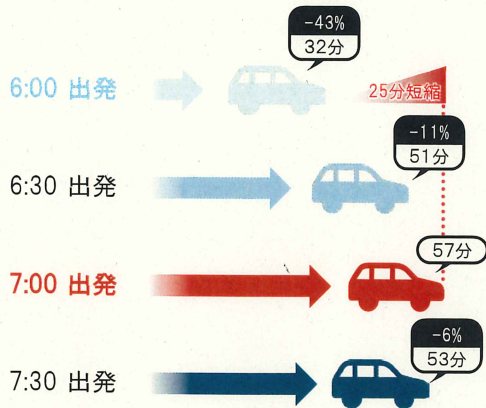 -43%
32分
6:00 出発
25分短縮
-11%
51分
6:30 出発
57分
7:00 出発
-6%
53分
7:30 出発